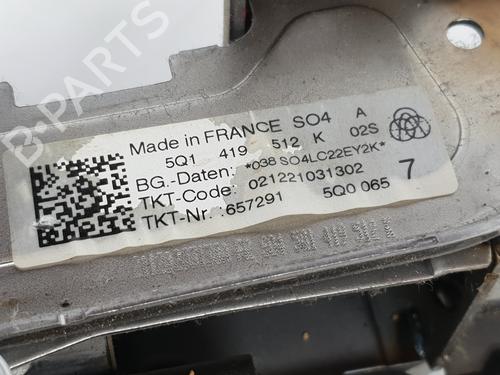 Made in FRANCE SO4 A
5Q1 419 512 K 02S
BG.-Daten: *038 SO4LC22EY2K*
TKT-Code: 021221031302 7
TKT-Nr.: 657291 5Q0 065